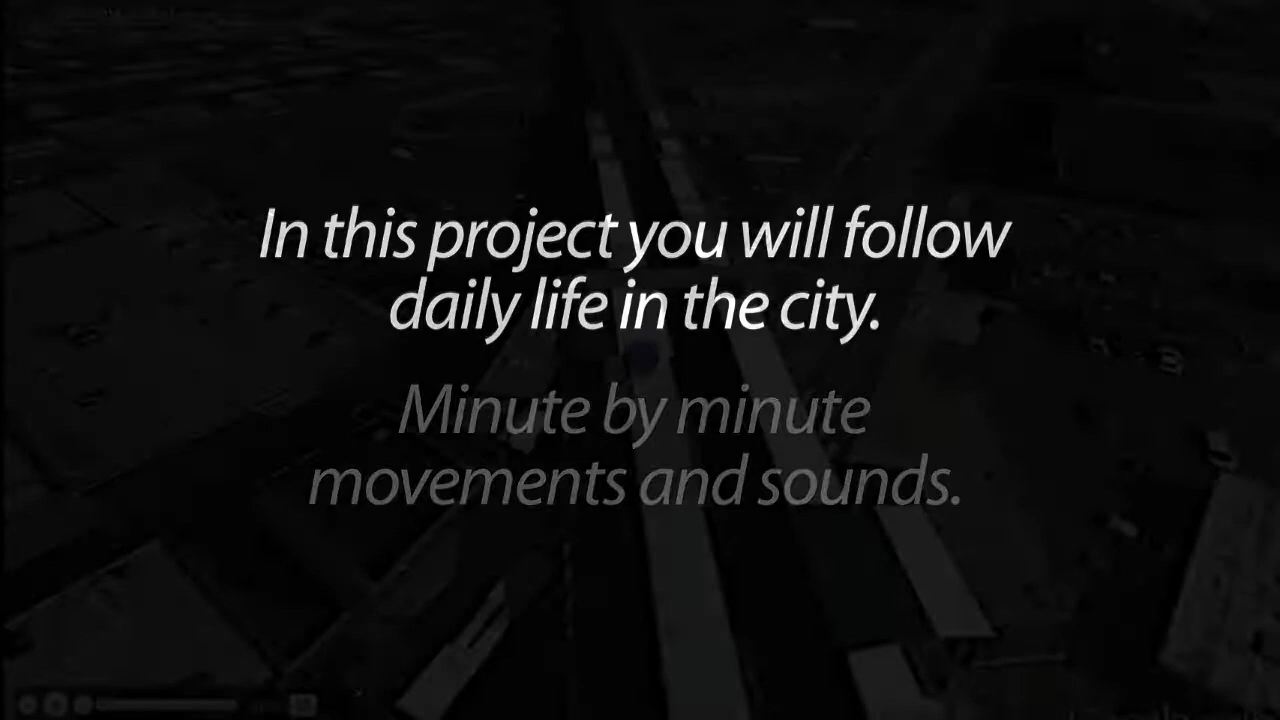 In this project you will follow
daily life in the city.
Minute by minute
movements and sounds.